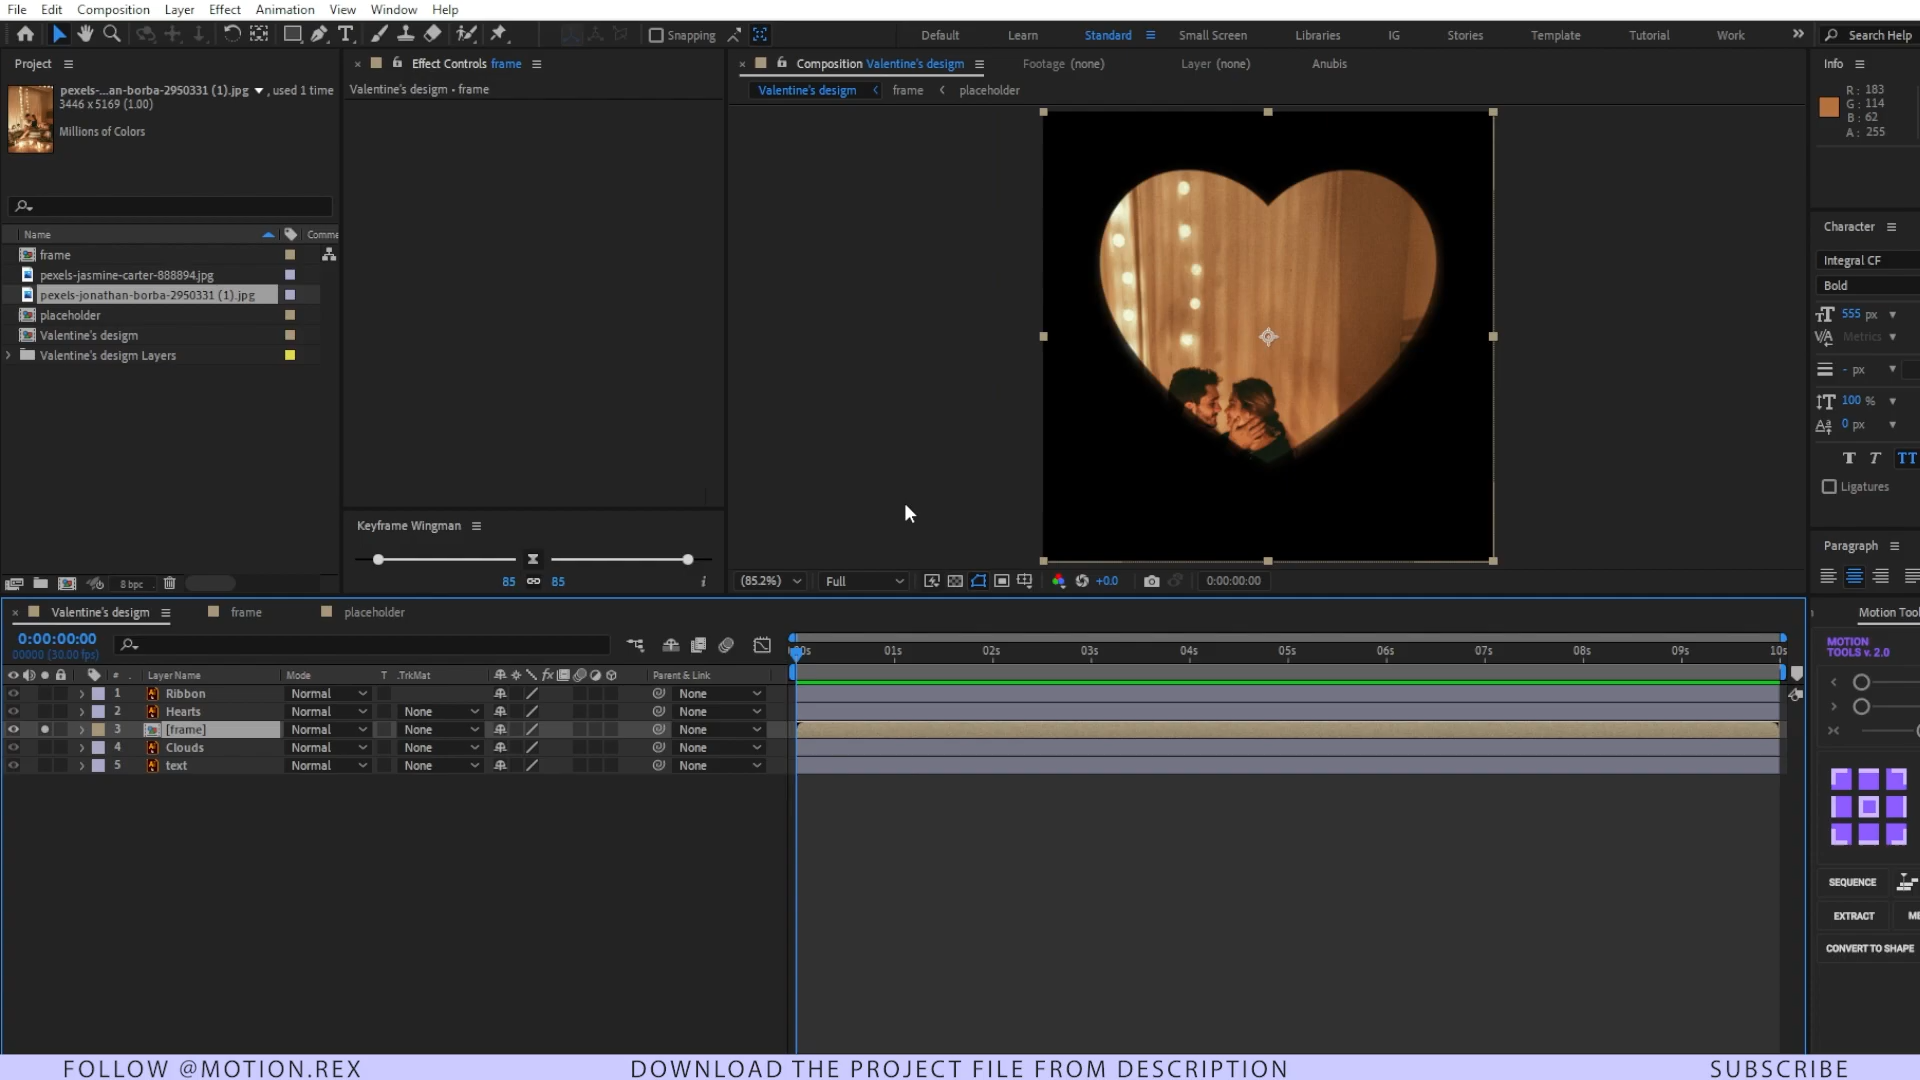 File Edit Composition Layer Effect Animation View Window Help
Snapping Default Learn Standard Small Screen Libraries IG Stories Template Tutorial Work Search Help
Project
pexels-...an-borba-2950331 (1).jpg , used 1 time
3446 x 5169 (1.00)
Millions of Colors
Name Comme
frame
pexels-jasmine-carter-888894.jpg
pexels-jonathan-borba-2950331 (1).jpg
placeholder
Valentine's desigm
Valentine's desigm Layers
8 bpc
Effect Controls frame
Valentine's desigm • frame
Keyframe Wingman
85 85
Composition Valentine's desigm Footage (none) Layer (none) Anubis
Valentine's desigm frame placeholder
(85.2%) Full +0.0 0:00:00:00
Info
R: 183
G: 114
B: 62
A: 255
Character
Integral CF
Bold
555 px
Metrics
- px
100 %
0 px
T T TT
Ligatures
Paragraph
Valentine's desigm frame placeholder
0:00:00:00
00000 (30.00 fps)
01s 02s 03s 04s 05s 06s 07s 08s 09s 10s
# Layer Name Mode T .TrkMat Parent & Link
1 Ribbon Normal None
2 Hearts Normal None None
3 [frame] Normal None None
4 Clouds Normal None None
5 text Normal None None
Motion Tool
MOTION
TOOLS v. 2.0
SEQUENCE
EXTRACT
CONVERT TO SHAPE
FOLLOW @MOTION.REX DOWNLOAD THE PROJECT FILE FROM DESCRIPTION SUBSCRIBE